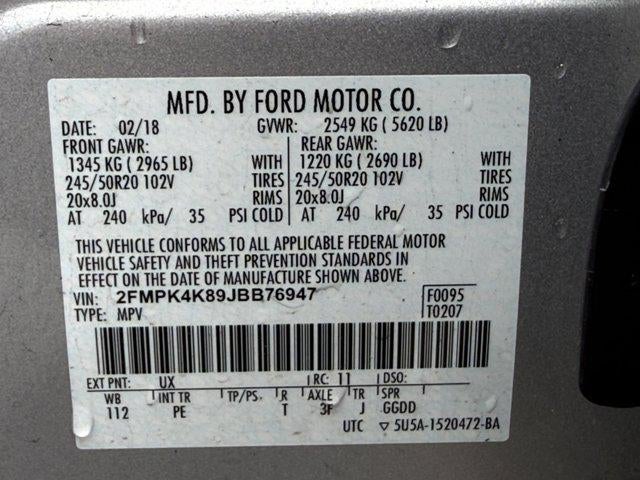 MFD. BY FORD MOTOR CO.
DATE: 02/18 GVWR: 2549 KG ( 5620 LB)
FRONT GAWR: REAR GAWR:
1345 KG ( 2965 LB) WITH 1220 KG ( 2690 LB) WITH
245/50R20 102V TIRES 245/50R20 102V TIRES
20x8.0J RIMS 20x8.0J RIMS
AT 240 kPa/ 35 PSI COLD AT 240 kPa/ 35 PSI COLD
THIS VEHICLE CONFORMS TO ALL APPLICABLE FEDERAL MOTOR
VEHICLE SAFETY AND THEFT PREVENTION STANDARDS IN
EFFECT ON THE DATE OF MANUFACTURE SHOWN ABOVE.
VIN: 2FMPK4K89JBB76947 F0095
TYPE: MPV T0207
EXT PNT: UX RC: 11 DSO:
WB INT TR TP/PS R AXLE TR SPR
112 PE T 3F J GGDD
UTC ▽ 5U5A-1520472-BA